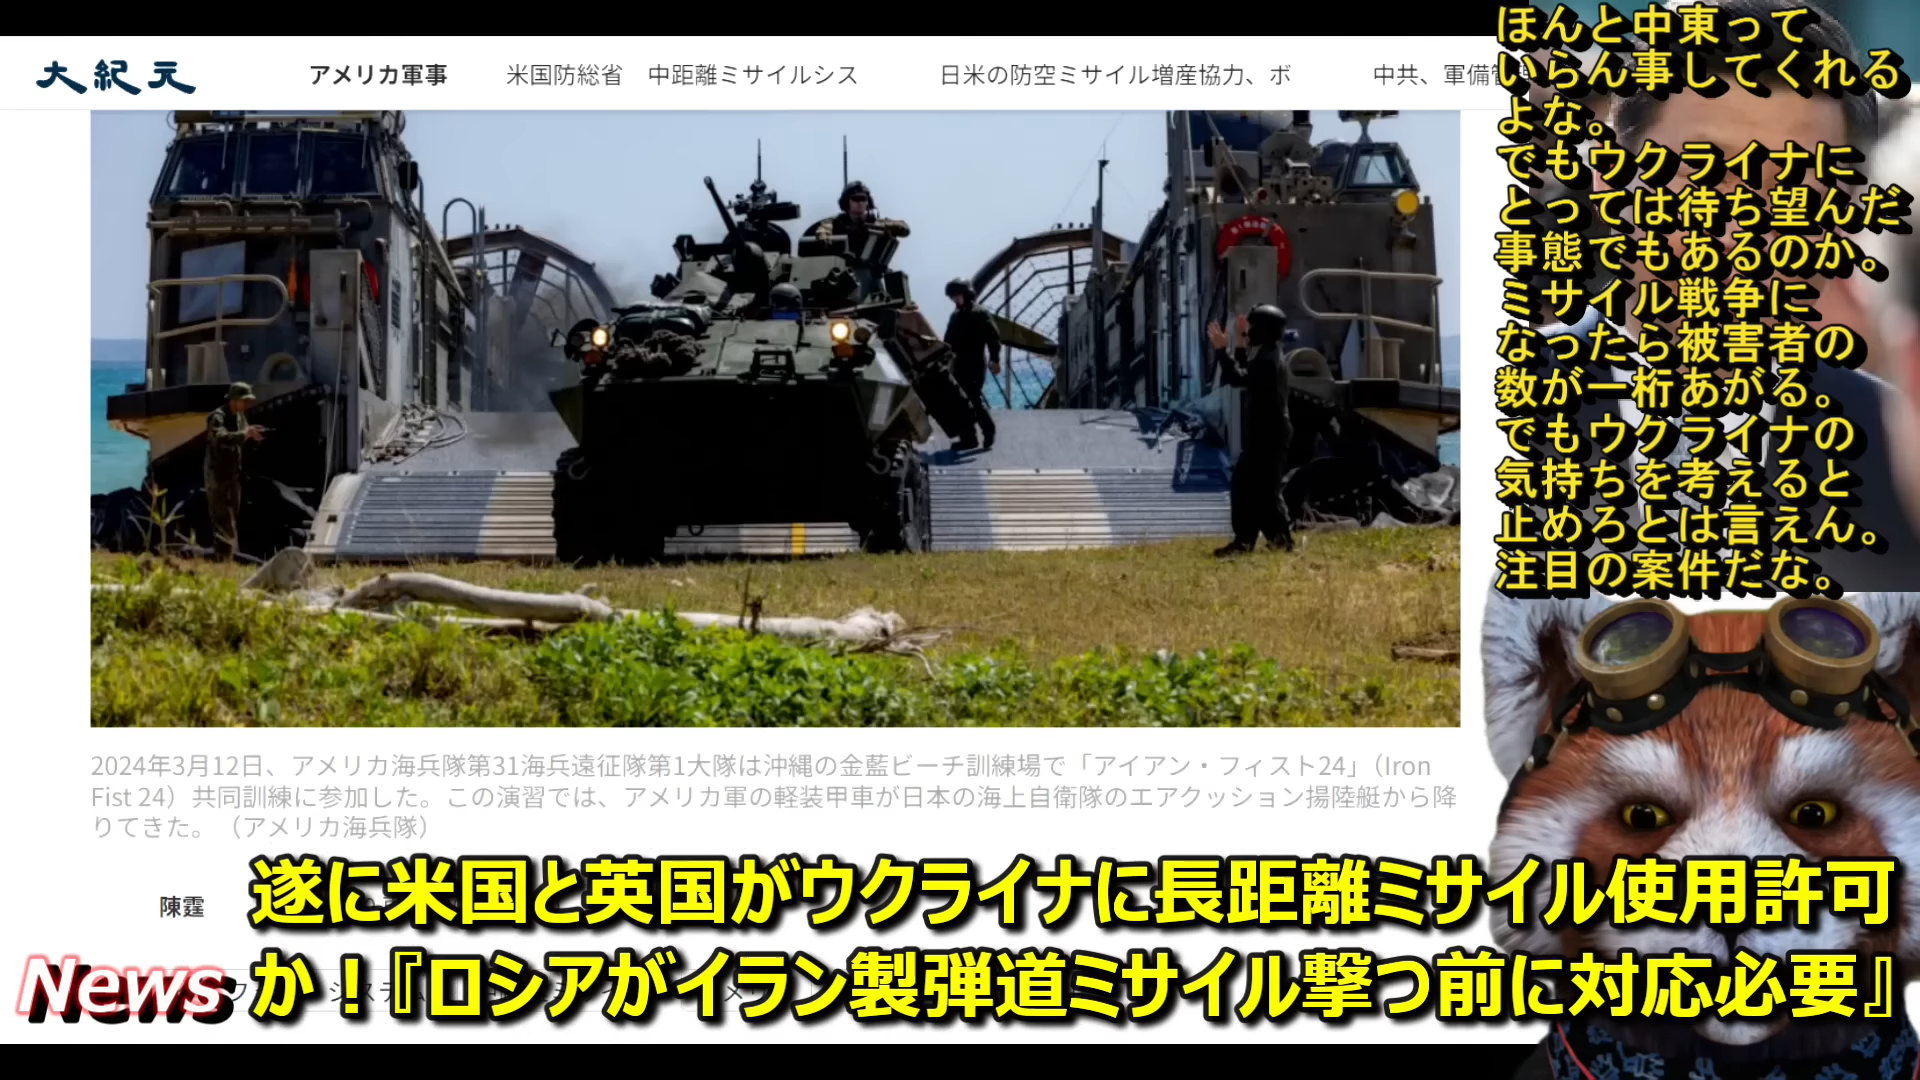 大紀元
アメリカ軍事
米国防総省 中距離ミサイルシス
日米の防空ミサイル増産協力、ボ
中共、軍備
ほんと中東って
いらん事してくれる
よな。
でもウクライナに
とっては待ち望んだ
事態でもあるのか。
ミサイル戦争に
なったら被害者の
数が一桁あがる。
でもウクライナの
気持ちを考えると
止めろとは言えん。
注目の案件だな。
2024年3月12日、アメリカ海兵隊第31海兵遠征隊第1大隊は沖縄の金藍ビーチ訓練場で「アイアン・フィスト24」（Iron
Fist 24）共同訓練に参加した。この演習では、アメリカ軍の軽装甲車が日本の海上自衛隊のエアクッション揚陸艇から降
りてきた。（アメリカ海兵隊）
陳霆
遂に米国と英国がウクライナに長距離ミサイル使用許可
か！『ロシアがイラン製弾道ミサイル撃つ前に対応必要』
News